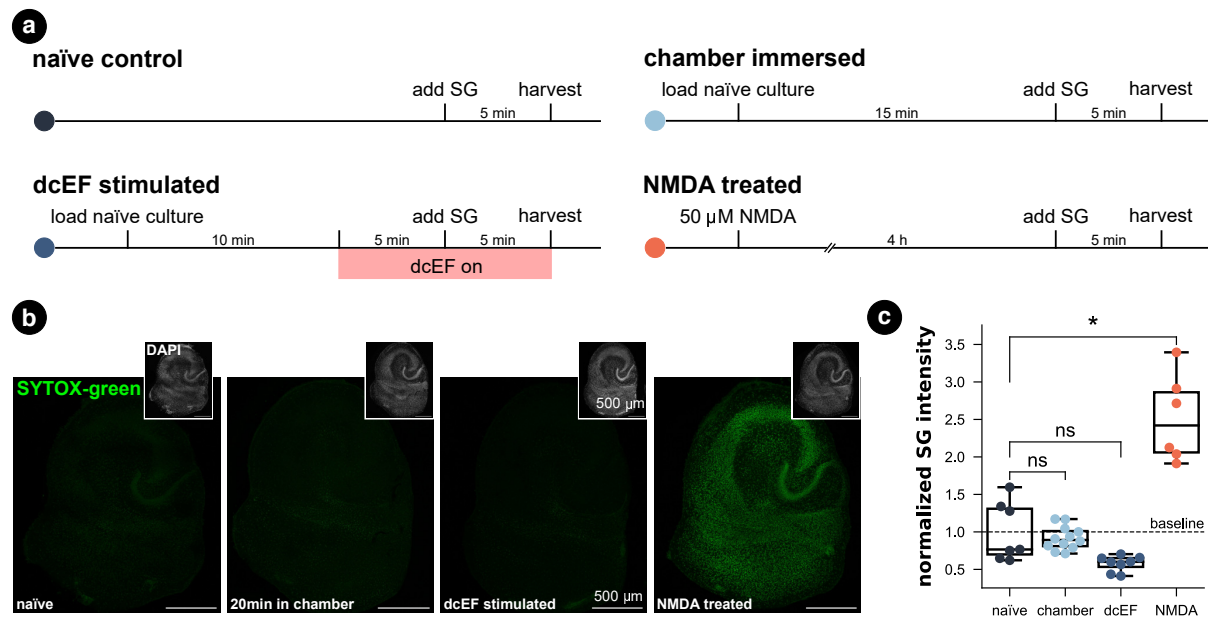 a
naïve control
add SG
harvest
5 min
chamber immersed
load naïve culture
add SG
harvest
15 min
5 min
dcEF stimulated
load naïve culture
add SG
harvest
10 min
5 min
5 min
dcEF on
NMDA treated
50 µM NMDA
add SG
harvest
4 h
5 min
b
DAPI
SYTOX-green
500 µm
naïve
20min in chamber
dcEF stimulated
500 µm
NMDA treated
c
normalized SG intensity
3.5
3.0
2.5
2.0
1.5
1.0
0.5
*
ns
ns
baseline
naïve
chamber
dcEF
NMDA